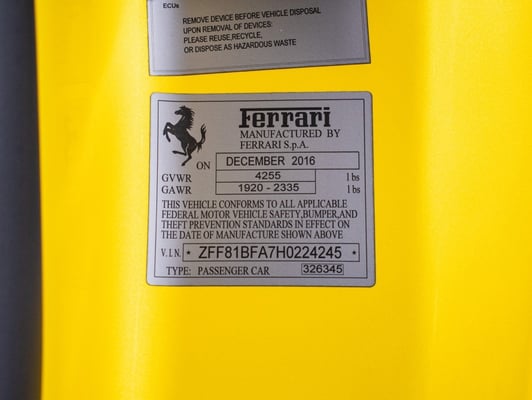 ECUs
REMOVE DEVICE BEFORE VEHICLE DISPOSAL
UPON REMOVAL OF DEVICES:
PLEASE REUSE,RECYCLE,
OR DISPOSE AS HAZARDOUS WASTE
Ferrari
MANUFACTURED BY
FERRARI S.p.A.
ON DECEMBER 2016
GVWR 4255 lbs
GAWR 1920 - 2335 lbs
THIS VEHICLE CONFORMS TO ALL APPLICABLE
FEDERAL MOTOR VEHICLE SAFETY,BUMPER,AND
THEFT PREVENTION STANDARDS IN EFFECT ON
THE DATE OF MANUFACTURE SHOWN ABOVE
V.I.N. * ZFF81BFA7H0224245 *
TYPE: PASSENGER CAR 326345